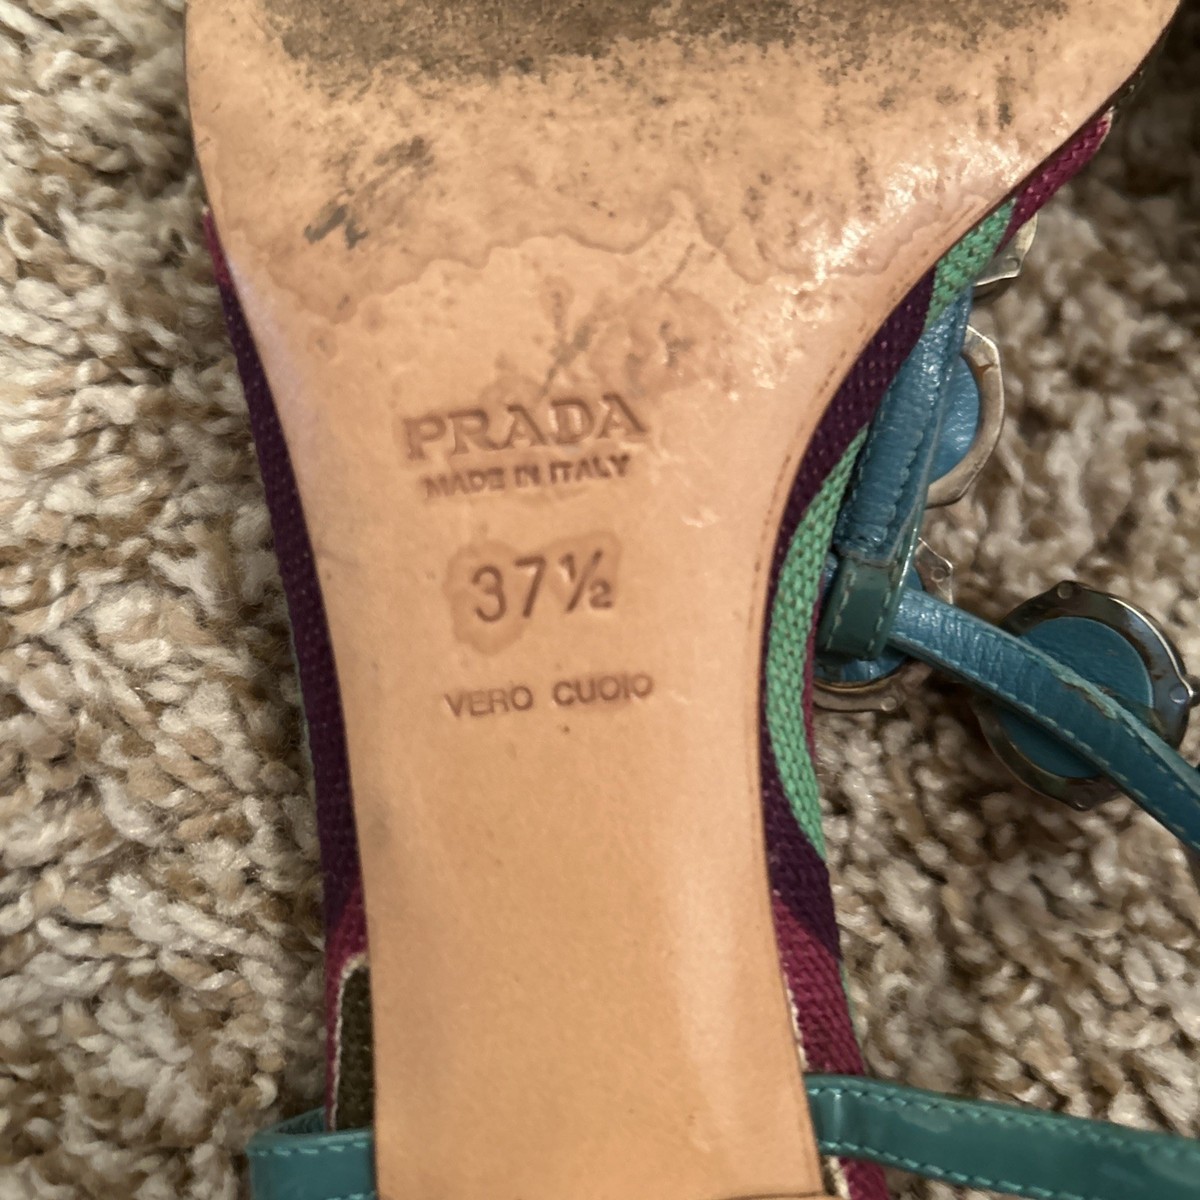 PRADA
MADE IN ITALY
37½
VERO CUOIO